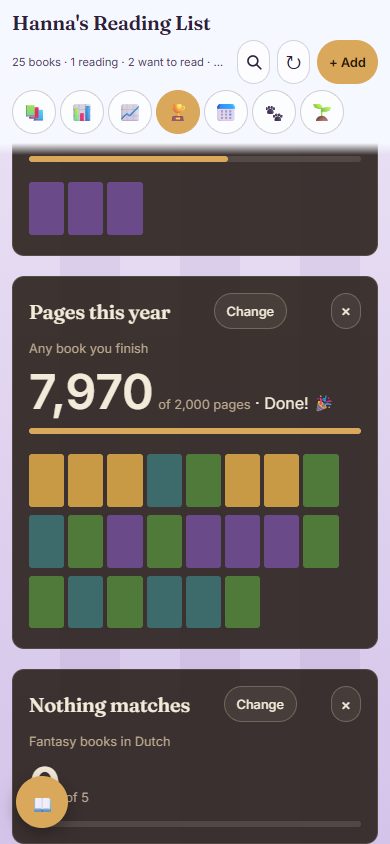 Hanna's Reading List
25 books · 1 reading · 2 want to read · ...
+ Add
Pages this year
Change
×
Any book you finish
7,970 of 2,000 pages · Done! 🎉
Nothing matches
Change
×
Fantasy books in Dutch
0 of 5